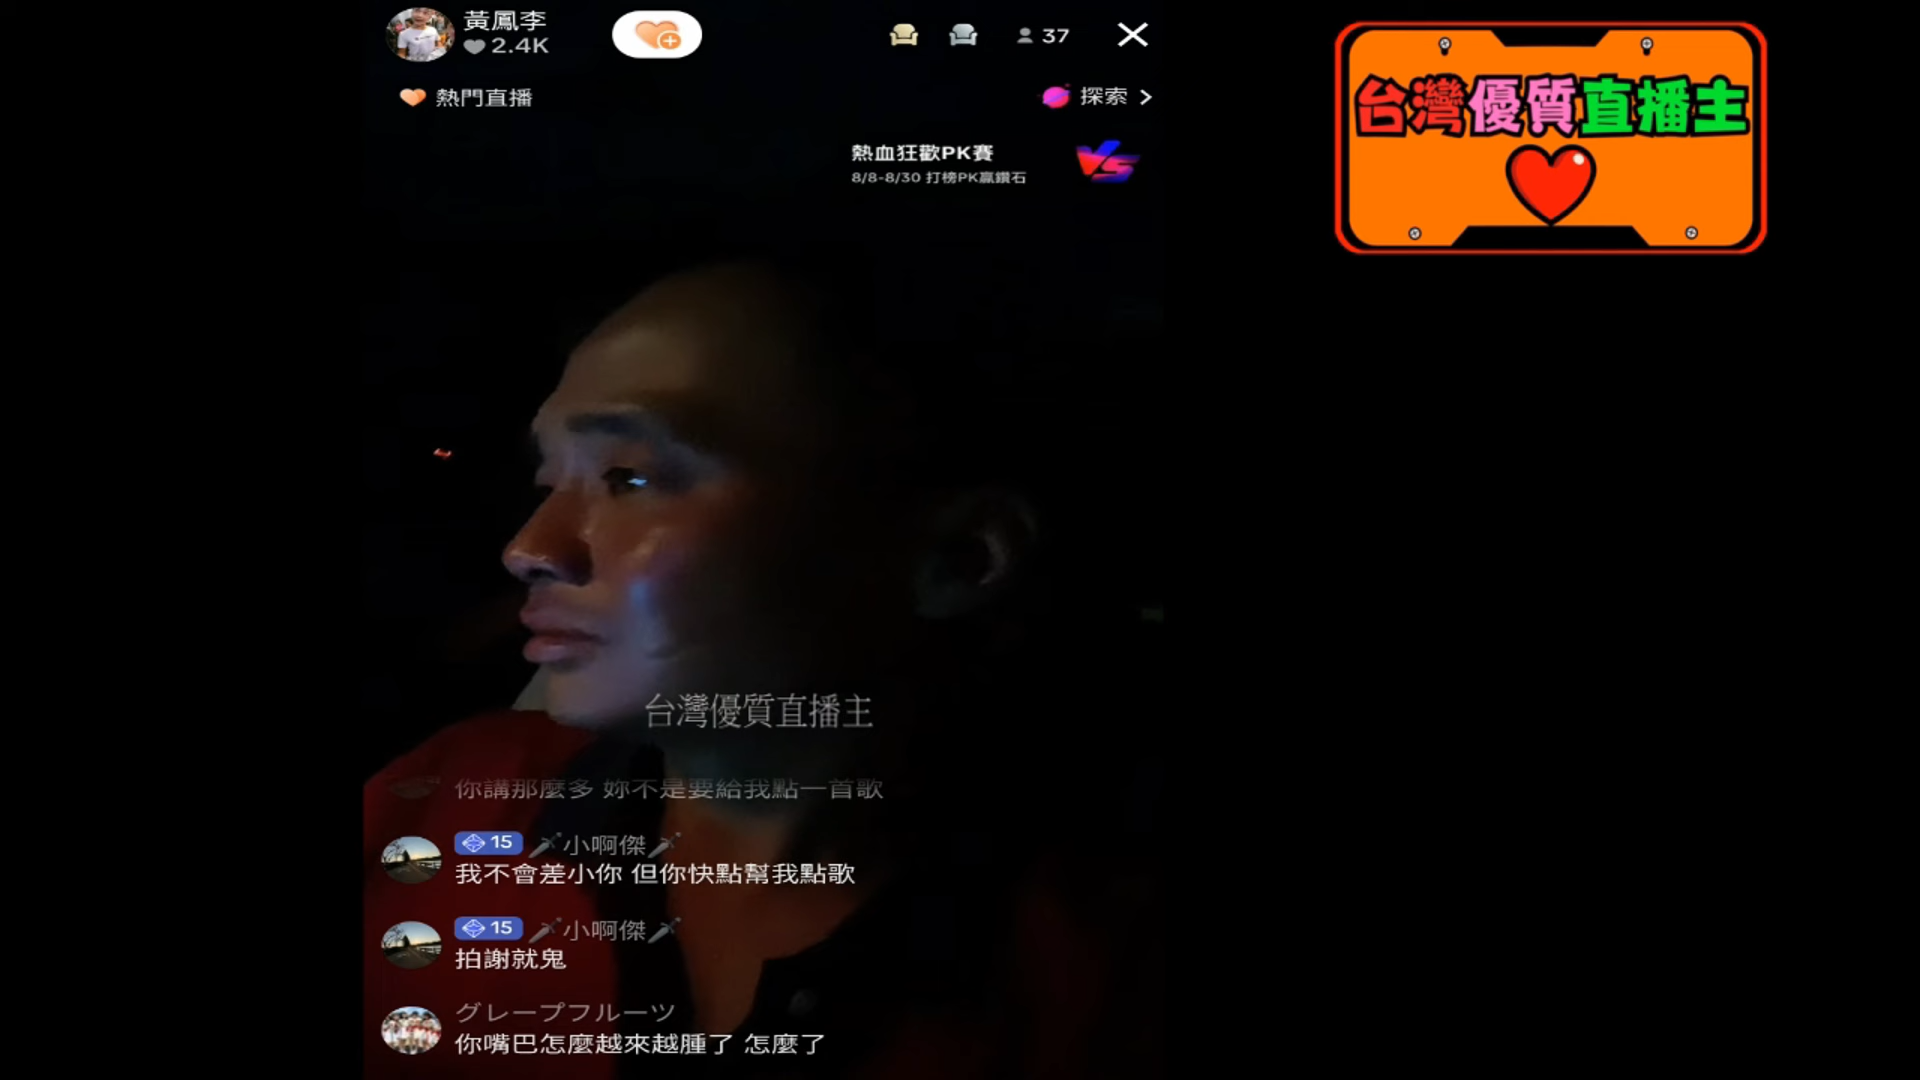 黃鳳李
2.4K
37
熱門直播
探索
熱血狂歡PK賽
VS
8/8-8/30 打榜PK贏鑽石
台灣優質直播主
台灣優質直播主
你講那麼多 妳不是要給我點一首歌
15 小啊傑
我不會差小你 但你快點幫我點歌
15 小啊傑
拍謝就鬼
グレープフルーツ
你嘴巴怎麼越來越腫了 怎麼了